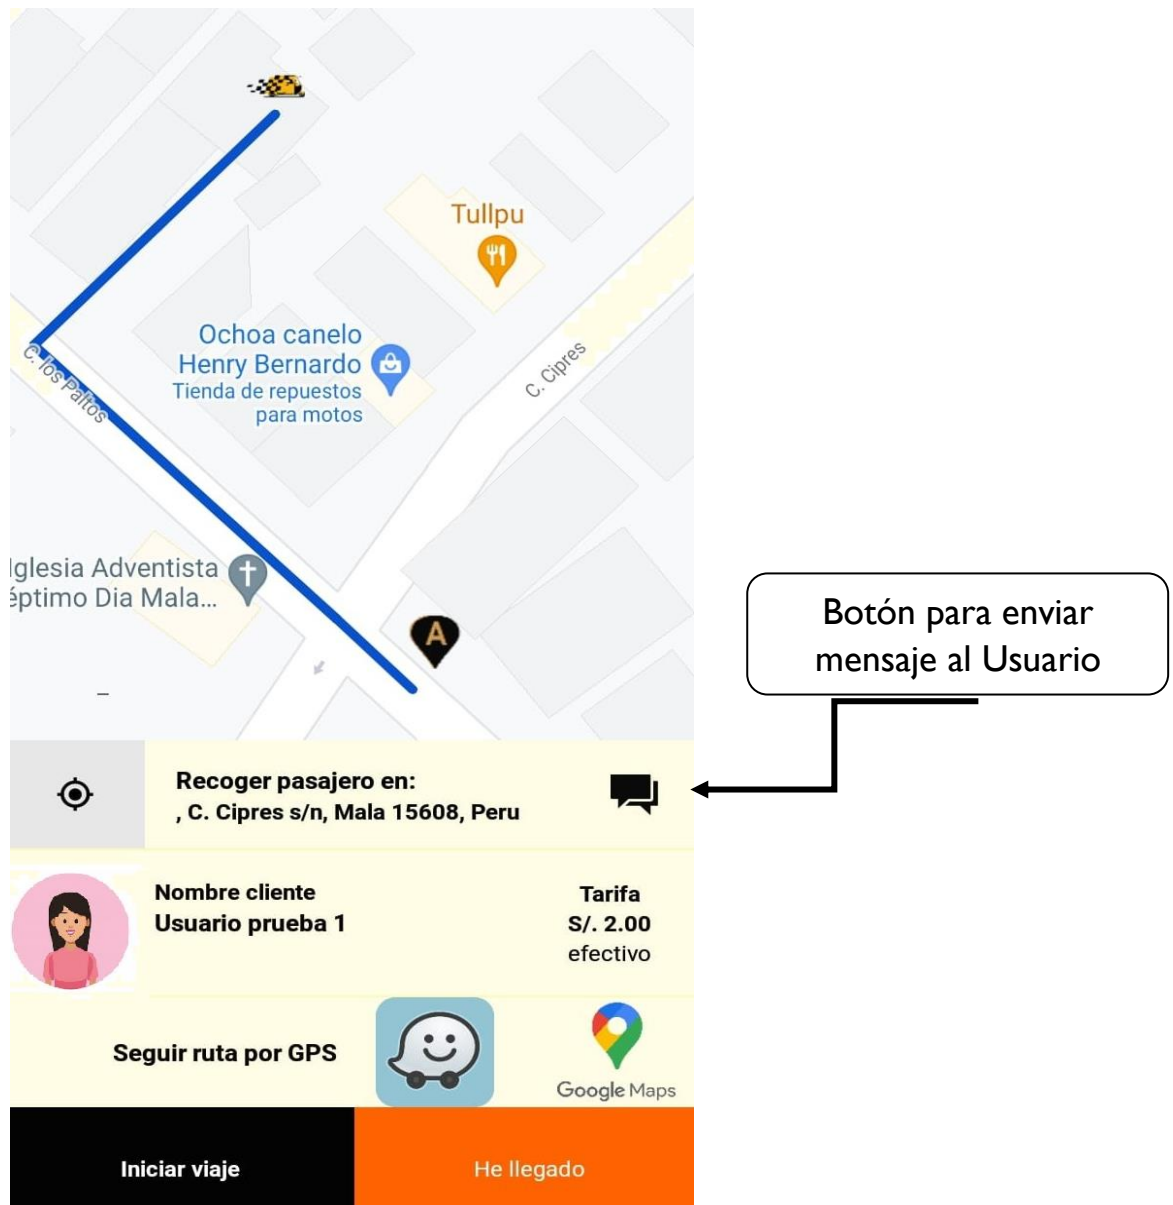 Tullpu
Ochoa canelo
Henry Bernardo
Tienda de repuestos
para motos
C. Cipres
C. los Paltos
Iglesia Adventista
éptimo Dia Mala...
A
Botón para enviar
mensaje al Usuario
Recoger pasajero en:
, C. Cipres s/n, Mala 15608, Peru
Nombre cliente
Usuario prueba 1
Tarifa
S/. 2.00
efectivo
Seguir ruta por GPS
Google Maps
Iniciar viaje
He llegado